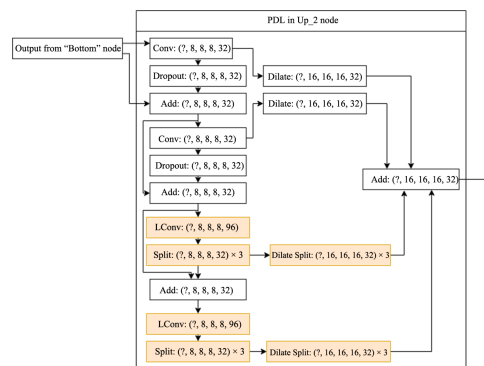 PDL in Up_2 node
Output from “Bottom” node
Conv: (?, 8, 8, 8, 32)
Dropout: (?, 8, 8, 8, 32)
Dilate: (?, 16, 16, 16, 32)
Add: (?, 8, 8, 8, 32)
Dilate: (?, 16, 16, 16, 32)
Conv: (?, 8, 8, 8, 32)
Dropout: (?, 8, 8, 8, 32)
Add: (?, 16, 16, 16, 32)
Add: (?, 8, 8, 8, 32)
LConv: (?, 8, 8, 8, 96)
Split: (?, 8, 8, 8, 32) × 3
Dilate Split: (?, 16, 16, 16, 32) × 3
Add: (?, 8, 8, 8, 32)
LConv: (?, 8, 8, 8, 96)
Split: (?, 8, 8, 8, 32) × 3
Dilate Split: (?, 16, 16, 16, 32) × 3